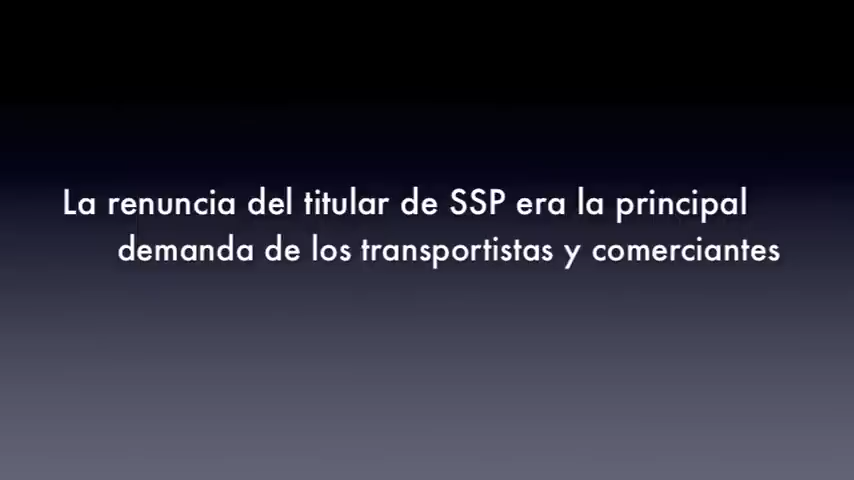 La renuncia del titular de SSP era la principal
demanda de los transportistas y comerciantes